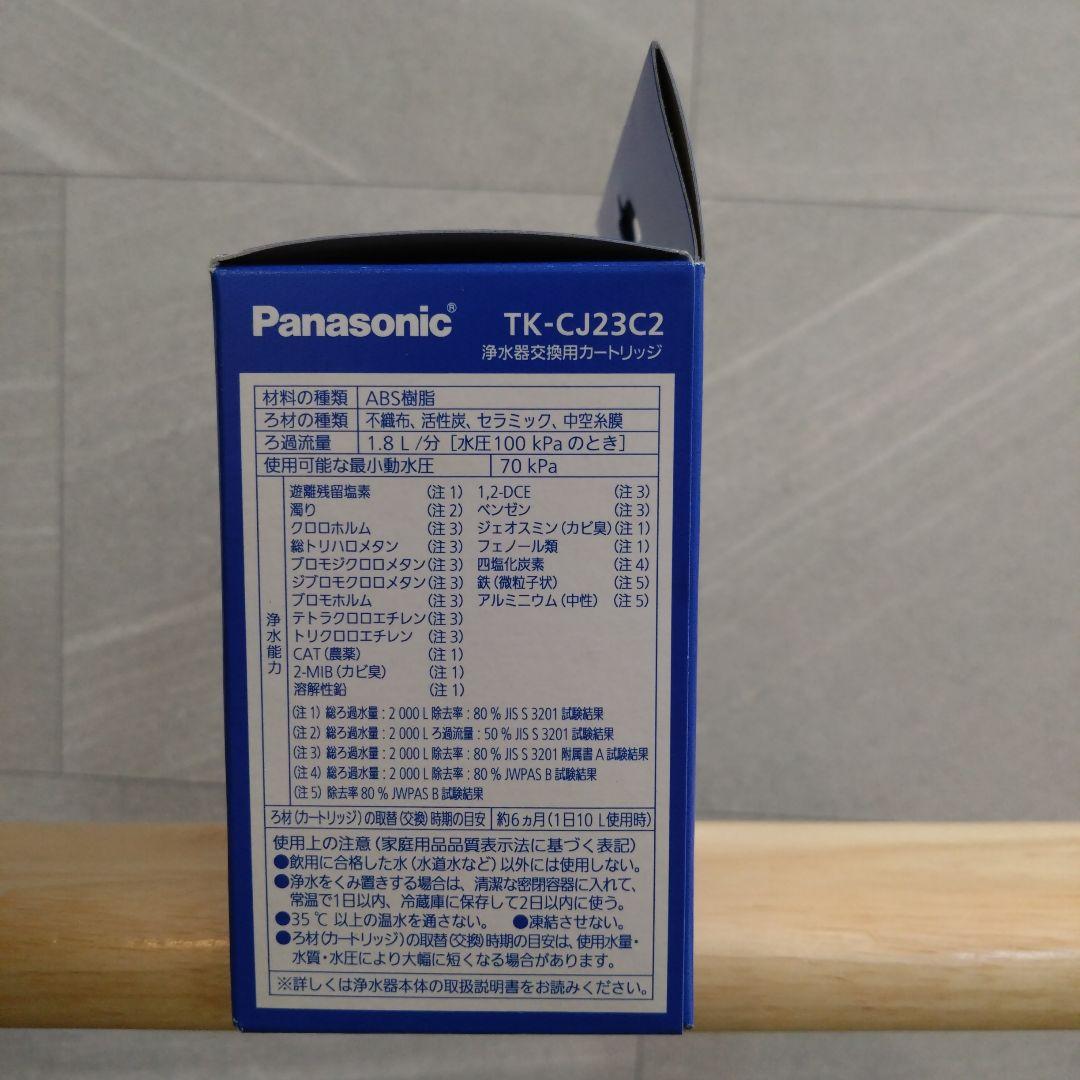 Panasonic® TK-CJ23C2
浄水器交換用カートリッジ
材料の種類 ABS樹脂
ろ材の種類 不織布、活性炭、セラミック、中空糸膜
ろ過流量 1.8 L /分［水圧100 kPa のとき］
使用可能な最小動水圧 70 kPa
浄水能力
遊離残留塩素 (注 1) 1,2-DCE (注 3)
濁り (注 2) ベンゼン (注 3)
クロロホルム (注 3) ジェオスミン(カビ臭) (注 1)
総トリハロメタン (注 3) フェノール類 (注 1)
ブロモジクロロメタン(注 3) 四塩化炭素 (注 4)
ジブロモクロロメタン(注 3) 鉄(微粒子状) (注 5)
ブロモホルム (注 3) アルミニウム(中性) (注 5)
テトラクロロエチレン(注 3)
トリクロロエチレン (注 3)
CAT(農薬) (注 1)
2-MIB(カビ臭) (注 1)
溶解性鉛 (注 1)
(注 1) 総ろ過水量：2 000 L 除去率：80 % JIS S 3201 試験結果
(注 2) 総ろ過水量：2 000 L ろ過流量：50 % JIS S 3201 試験結果
(注 3) 総ろ過水量：2 000 L 除去率：80 % JIS S 3201 附属書 A 試験結果
(注 4) 総ろ過水量：2 000 L 除去率：80 % JWPAS B 試験結果
(注 5) 除去率 80 % JWPAS B 試験結果
ろ材(カートリッジ)の取替(交換)時期の目安 約6ヵ月(1日10 L使用時)
使用上の注意(家庭用品品質表示法に基づく表記)
●飲用に合格した水(水道水など)以外には使用しない。
●浄水をくみ置きする場合は、清潔な密閉容器に入れて、
常温で1日以内、冷蔵庫に保存して2日以内に使う。
●35 ℃ 以上の温水を通さない。 ●凍結させない。
●ろ材(カートリッジ)の取替(交換)時期の目安は、使用水量・
水質・水圧により大幅に短くなる場合があります。
※詳しくは浄水器本体の取扱説明書をお読みください。